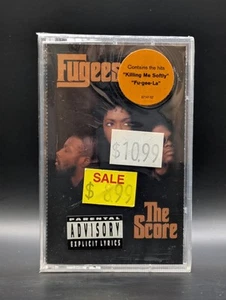 Fugees
Contains the hits
"Killing Me Softly"
"Fu-gee-La"
$10.99
SALE
$ 8.99
The
Score
PARENTAL
ADVISORY
EXPLICIT LYRICS